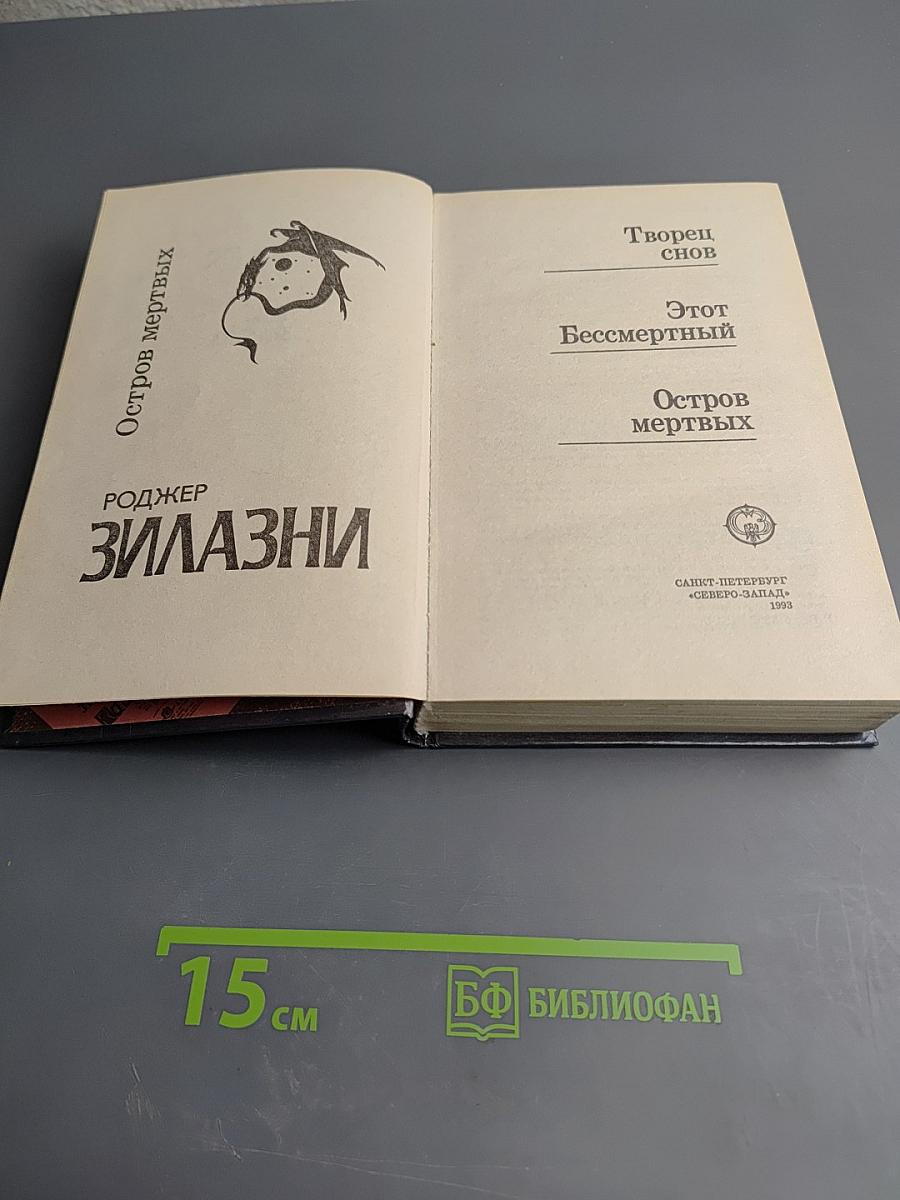 Остров мертвых
РОДЖЕР
ЗИЛАЗНИ
Творец
снов
Этот
Бессмертный
Остров
мертвых
САНКТ-ПЕТЕРБУРГ
«СЕВЕРО-ЗАПАД»
1993
15 см
БФ БИБЛИОФАН